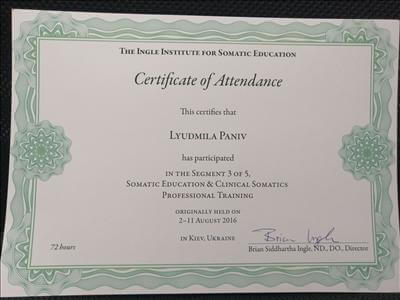 The Ingle Institute for Somatic Education
Certificate of Attendance
This certifies that
Lyudmila Paniv
has participated
in the Segment 3 of 5,
Somatic Education & Clinical Somatics
Professional Training
originally held on
2–11 August 2016
in Kiev, Ukraine
Brian Ingle
72 hours
Brian Siddhartha Ingle, ND., DO., Director